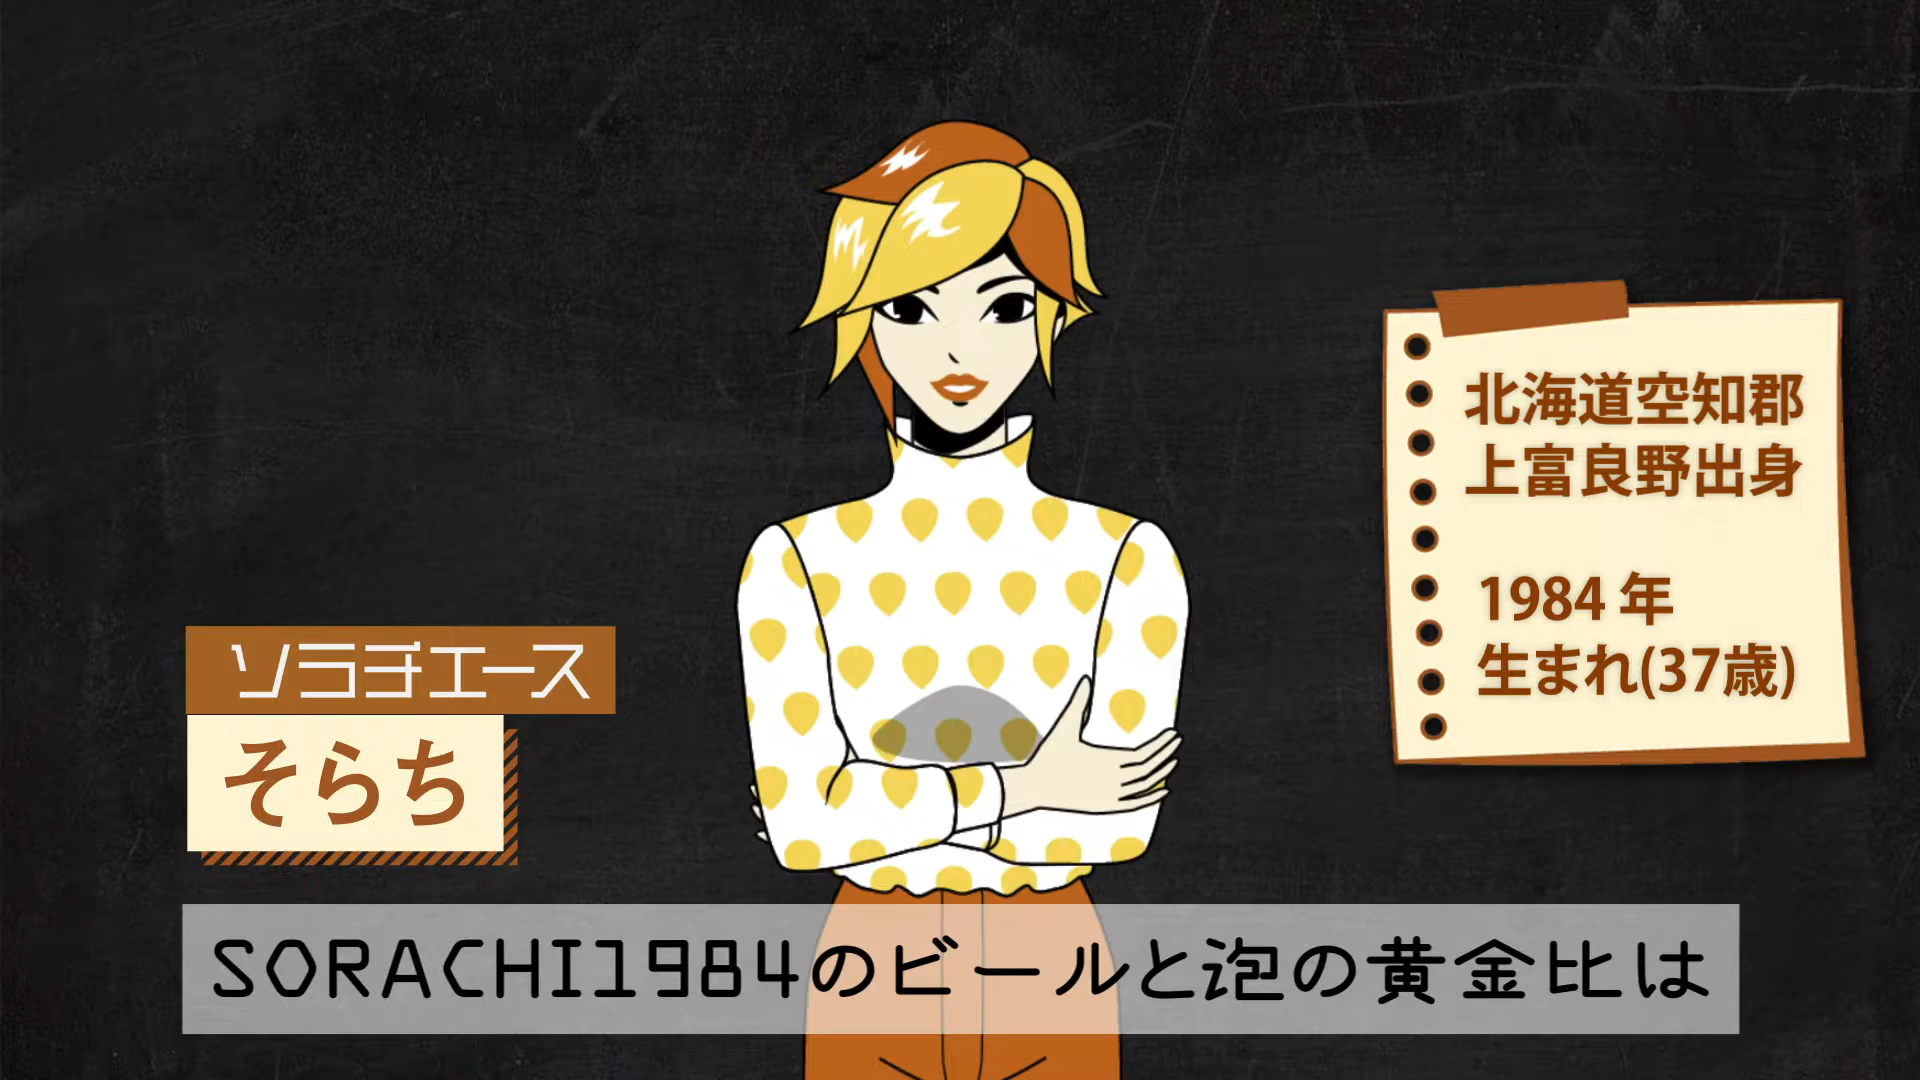 北海道空知郡
上富良野出身
1984年
生まれ(37歳)
ソラチエース
そらち
SORACHI1984のビールと泡の黄金比は